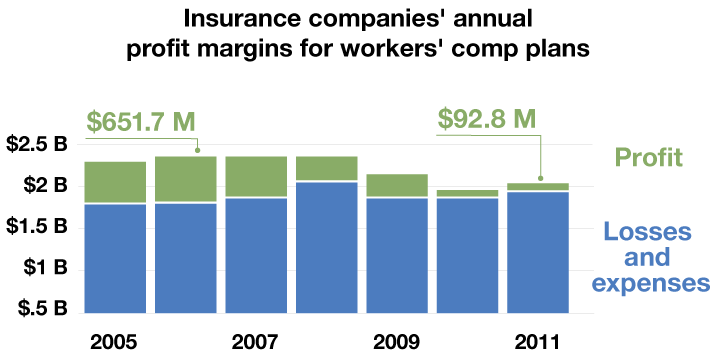 Insurance companies' annual
profit margins for workers' comp plans
$651.7 M
$92.8 M
$2.5 B
$2 B
$1.5 B
$1 B
$.5 B
Profit
Losses
and
expenses
2005
2007
2009
2011